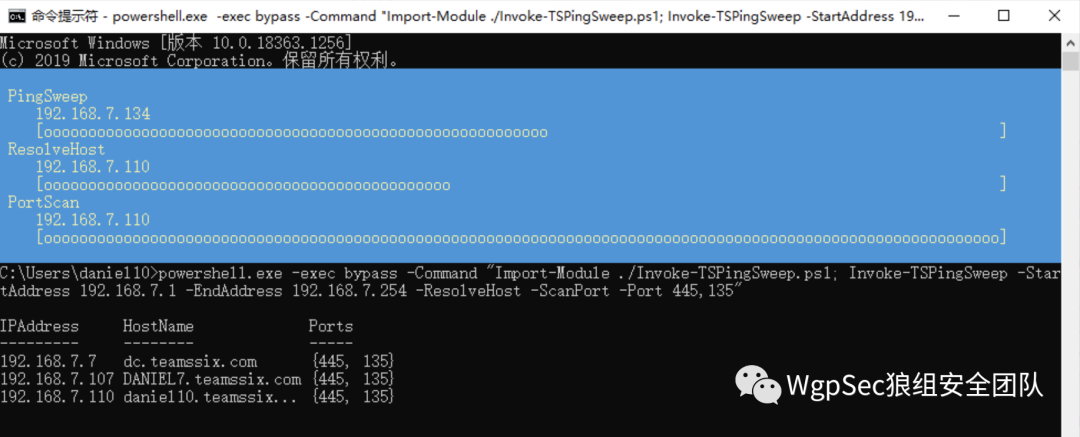 命令提示符 - powershell.exe -exec bypass -Command "Import-Module ./Invoke-TSPingSweep.ps1; Invoke-TSPingSweep -StartAddress 19...
Microsoft Windows [版本 10.0.18363.1256]
(c) 2019 Microsoft Corporation。保留所有权利。
PingSweep
192.168.7.134
[ooooooooooooooooooooooooooooooooooooooooooooooooooooooooo ]
ResolveHost
192.168.7.110
[oooooooooooooooooooooooooooooooooooooooooooooo ]
PortScan
192.168.7.110
[oooooooooooooooooooooooooooooooooooooooooooooooooooooooooooooooooooooooooooooooooooooooooooooooooooooooooooo]
C:\Users\daniel10>powershell.exe -exec bypass -Command "Import-Module ./Invoke-TSPingSweep.ps1; Invoke-TSPingSweep -Star
tAddress 192.168.7.1 -EndAddress 192.168.7.254 -ResolveHost -ScanPort -Port 445,135"
IPAddress HostName Ports
--------- -------- -----
192.168.7.7 dc.teamssix.com {445, 135}
192.168.7.107 DANIEL7.teamssix.com {445, 135}
192.168.7.110 daniel10.teamssix... {445, 135}
WgpSec狼组安全团队